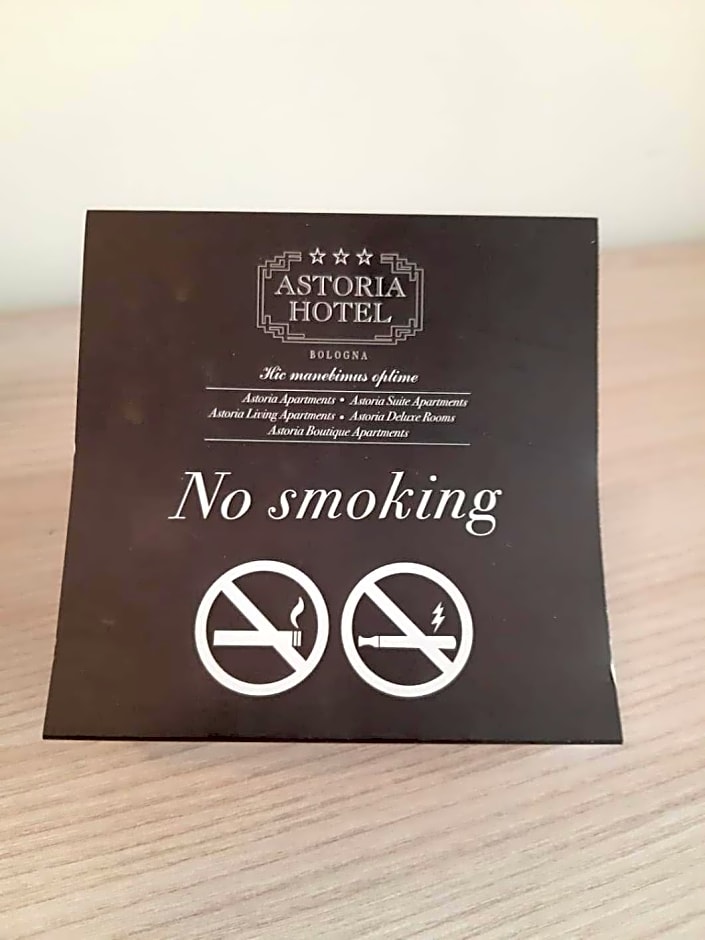 ASTORIA
HOTEL
BOLOGNA
Hic manebimus optime
Astoria Apartments • Astoria Suite Apartments
Astoria Living Apartments • Astoria Deluxe Rooms
Astoria Boutique Apartments
No smoking